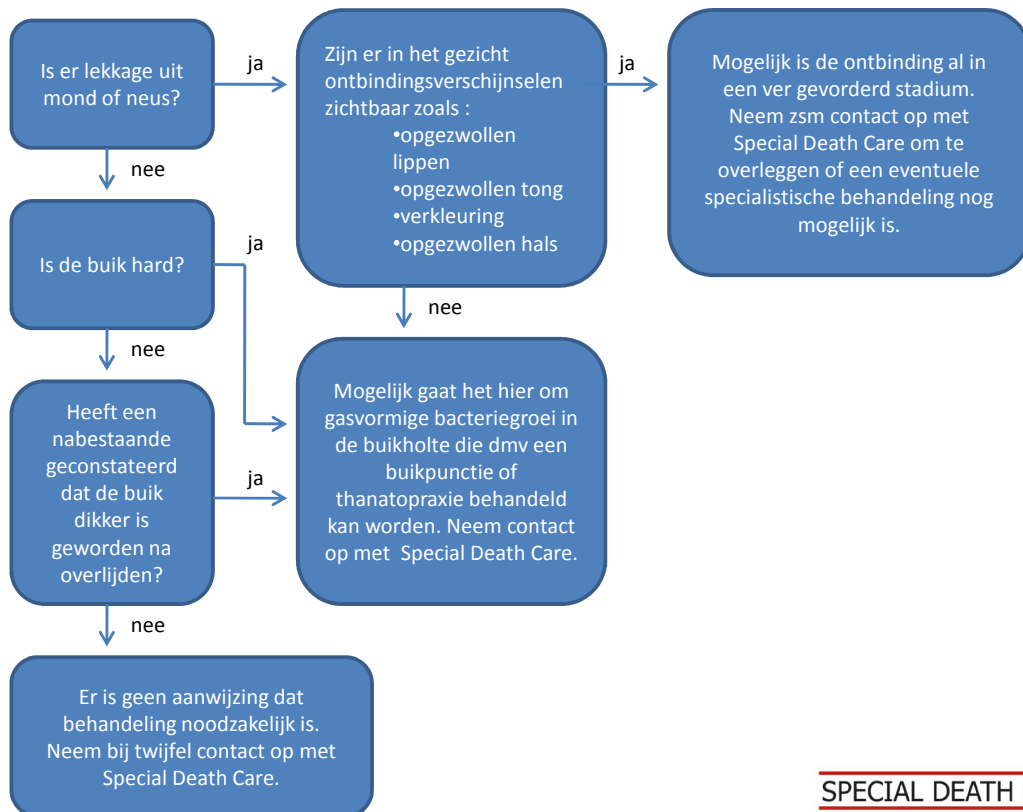 Is er lekkage uit
mond of neus?
ja
Zijn er in het gezicht
ontbindingsverschijnselen
zichtbaar zoals :
•opgezwollen
lippen
•opgezwollen tong
•verkleuring
•opgezwollen hals
ja
Mogelijk is de ontbinding al in
een ver gevorderd stadium.
Neem zsm contact op met
Special Death Care om te
overleggen of een eventuele
specialistische behandeling nog
mogelijk is.
nee
Is de buik hard?
ja
nee
nee
Heeft een
nabestaande
geconstateerd
dat de buik
dikker is
geworden na
overlijden?
ja
Mogelijk gaat het hier om
gasvormige bacteriegroei in
de buikholte die dmv een
buikpunctie of
thanatopraxie behandeld
kan worden. Neem contact
op met Special Death Care.
nee
Er is geen aanwijzing dat
behandeling noodzakelijk is.
Neem bij twijfel contact op met
Special Death Care.
SPECIAL DEATH